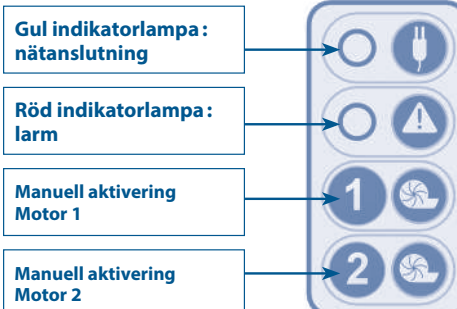 Gul indikatorlampa :
nätanslutning
Röd indikatorlampa :
larm
Manuell aktivering
Motor 1
1
Manuell aktivering
Motor 2
2